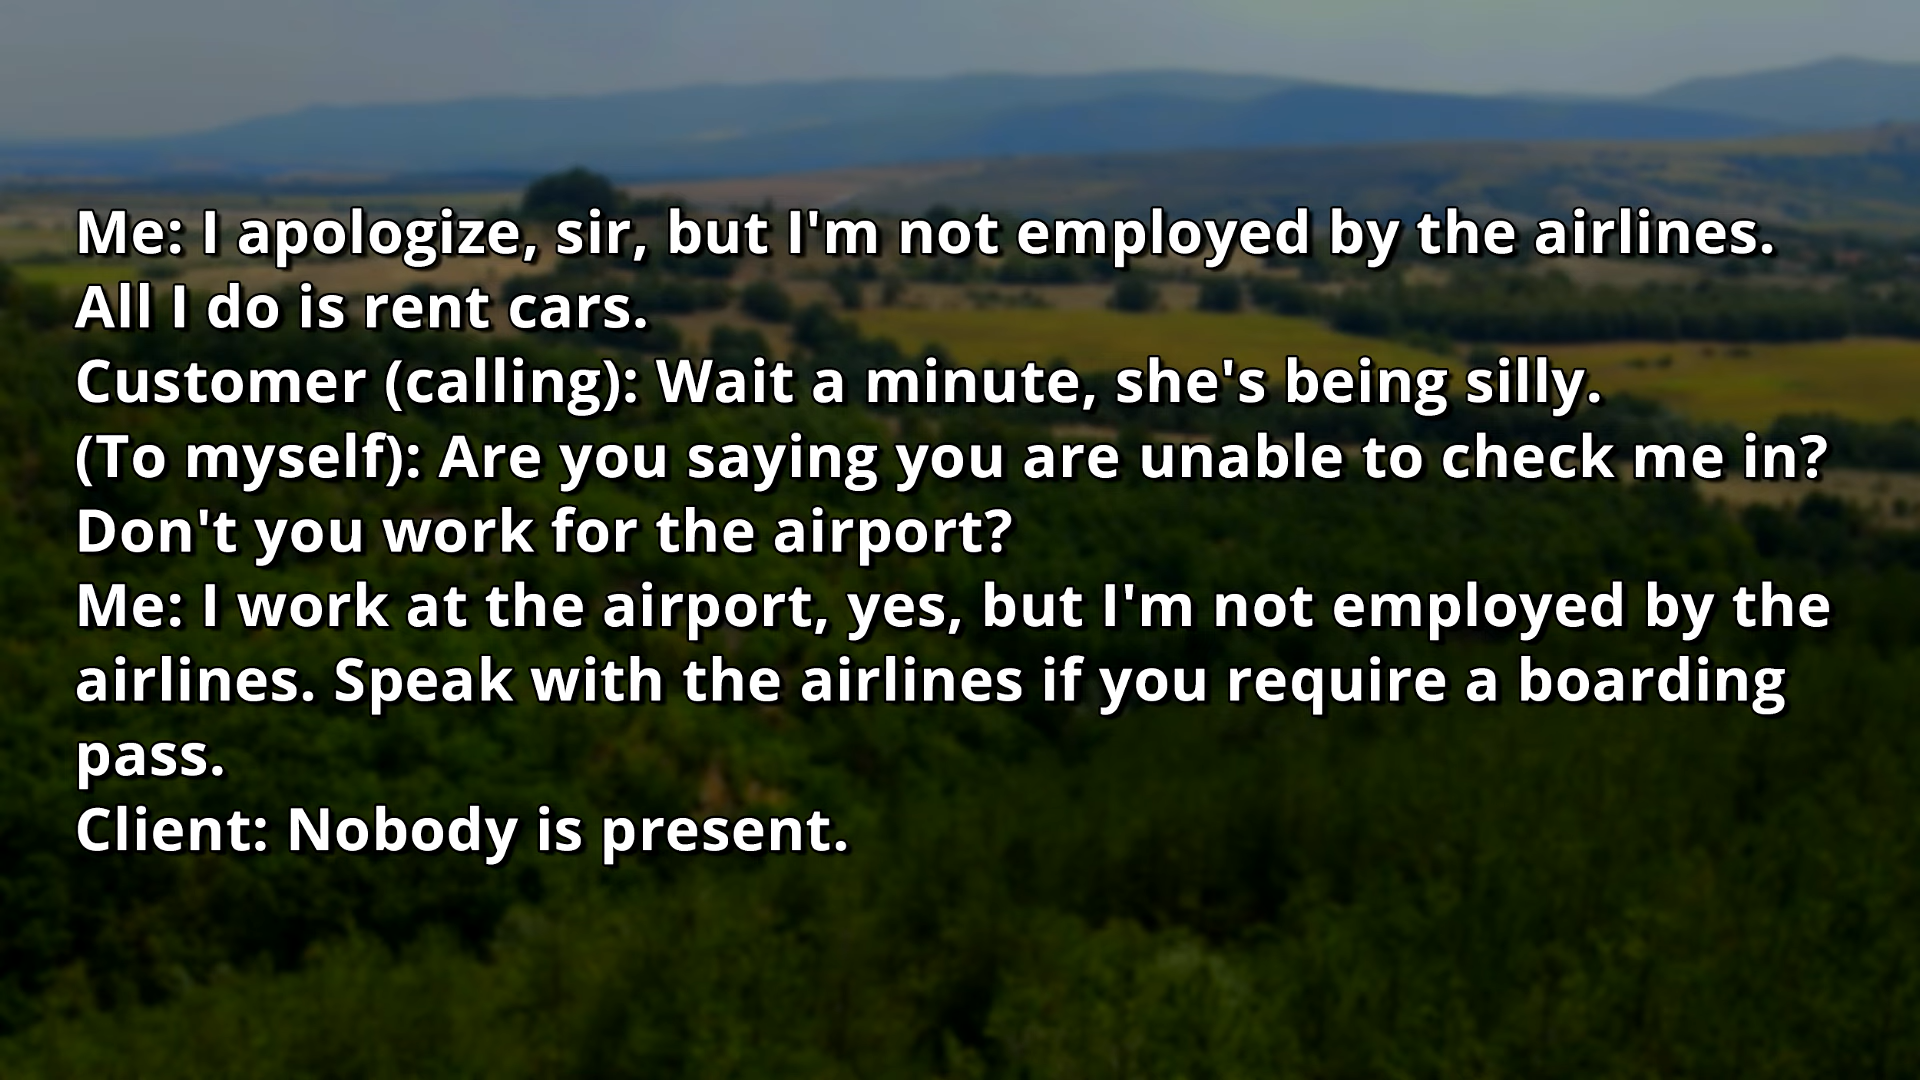 Me: I apologize, sir, but I'm not employed by the airlines.
All I do is rent cars.
Customer (calling): Wait a minute, she's being silly.
(To myself): Are you saying you are unable to check me in?
Don't you work for the airport?
Me: I work at the airport, yes, but I'm not employed by the
airlines. Speak with the airlines if you require a boarding
pass.
Client: Nobody is present.